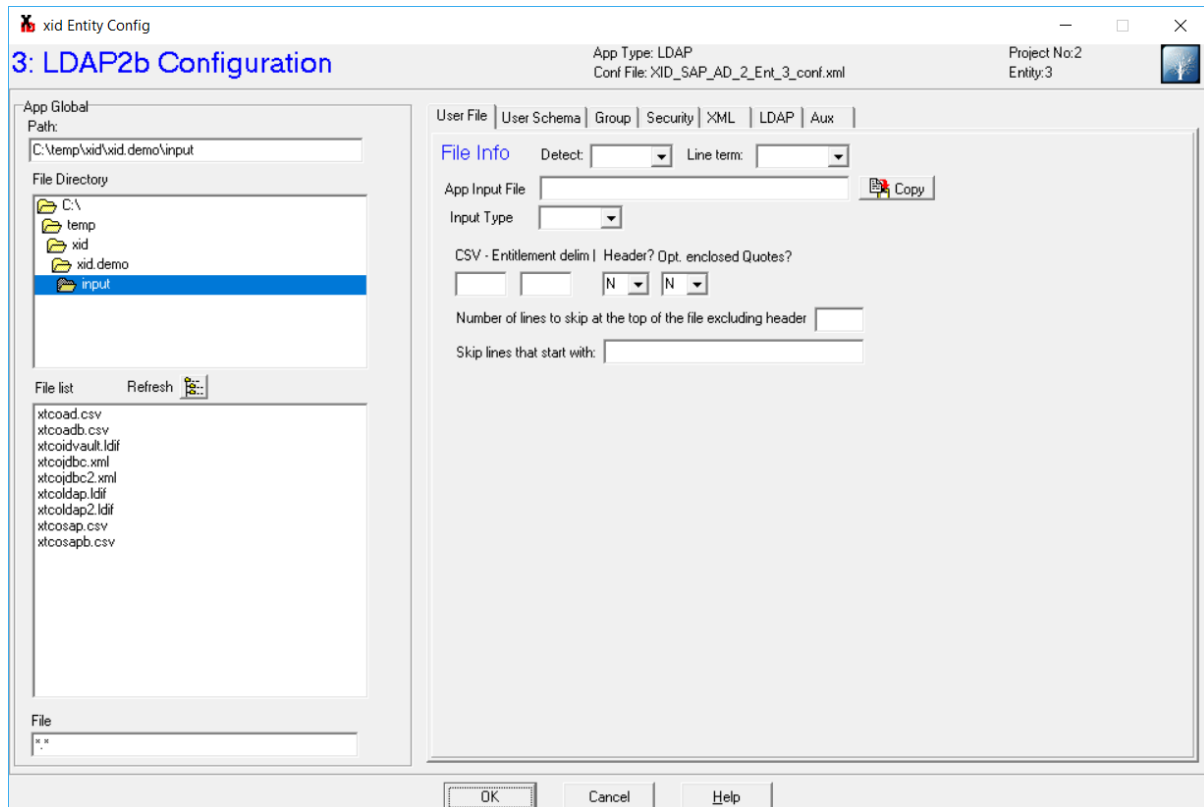 xid Entity Config
3: LDAP2b Configuration
App Type: LDAP
Conf File: XID_SAP_AD_2_Ent_3_conf.xml
Project No:2
Entity:3
App Global
Path:
C:\temp\xid\xid.demo\input
File Directory
C:\
temp
xid
xid.demo
input
File list Refresh
xtcoad.csv
xtcoadb.csv
xtcoidvault.ldif
xtcojdbc.xml
xtcojdbc2.xml
xtcoldap.ldif
xtcoldap2.ldif
xtcosap.csv
xtcosapb.csv
File
*.*
User File User Schema Group Security XML LDAP Aux
File Info Detect: Line term:
App Input File Copy
Input Type
CSV - Entitlement delim | Header? Opt. enclosed Quotes?
N N
Number of lines to skip at the top of the file excluding header
Skip lines that start with:
OK Cancel Help